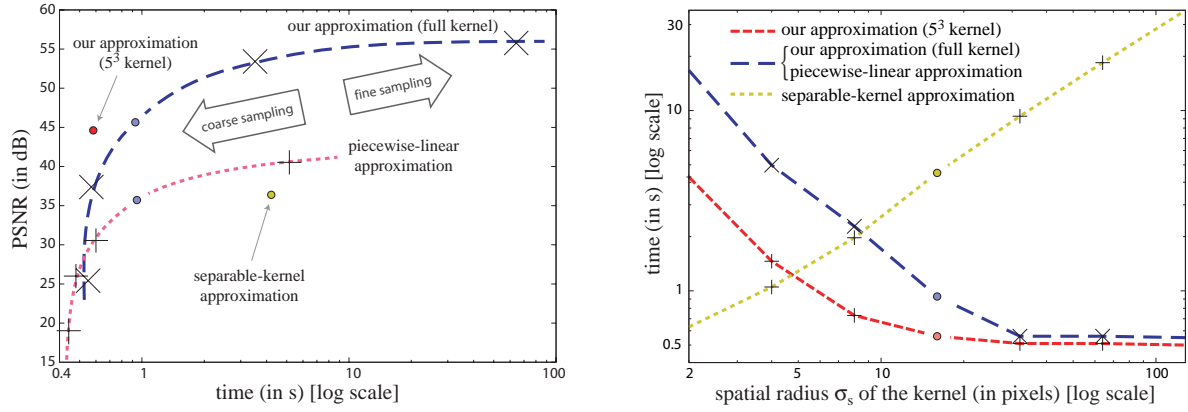 our approximation (full kernel)
our approximation
(5³ kernel)
fine sampling
coarse sampling
piecewise-linear
approximation
separable-kernel
approximation
PSNR (in dB)
60
55
50
45
40
35
30
25
20
15
0.4
1
10
100
time (in s) [log scale]
our approximation (5³ kernel)
our approximation (full kernel)
piecewise-linear approximation
separable-kernel approximation
time (in s) [log scale]
30
10
1
0.5
2
5
10
100
spatial radius σs of the kernel (in pixels) [log scale]